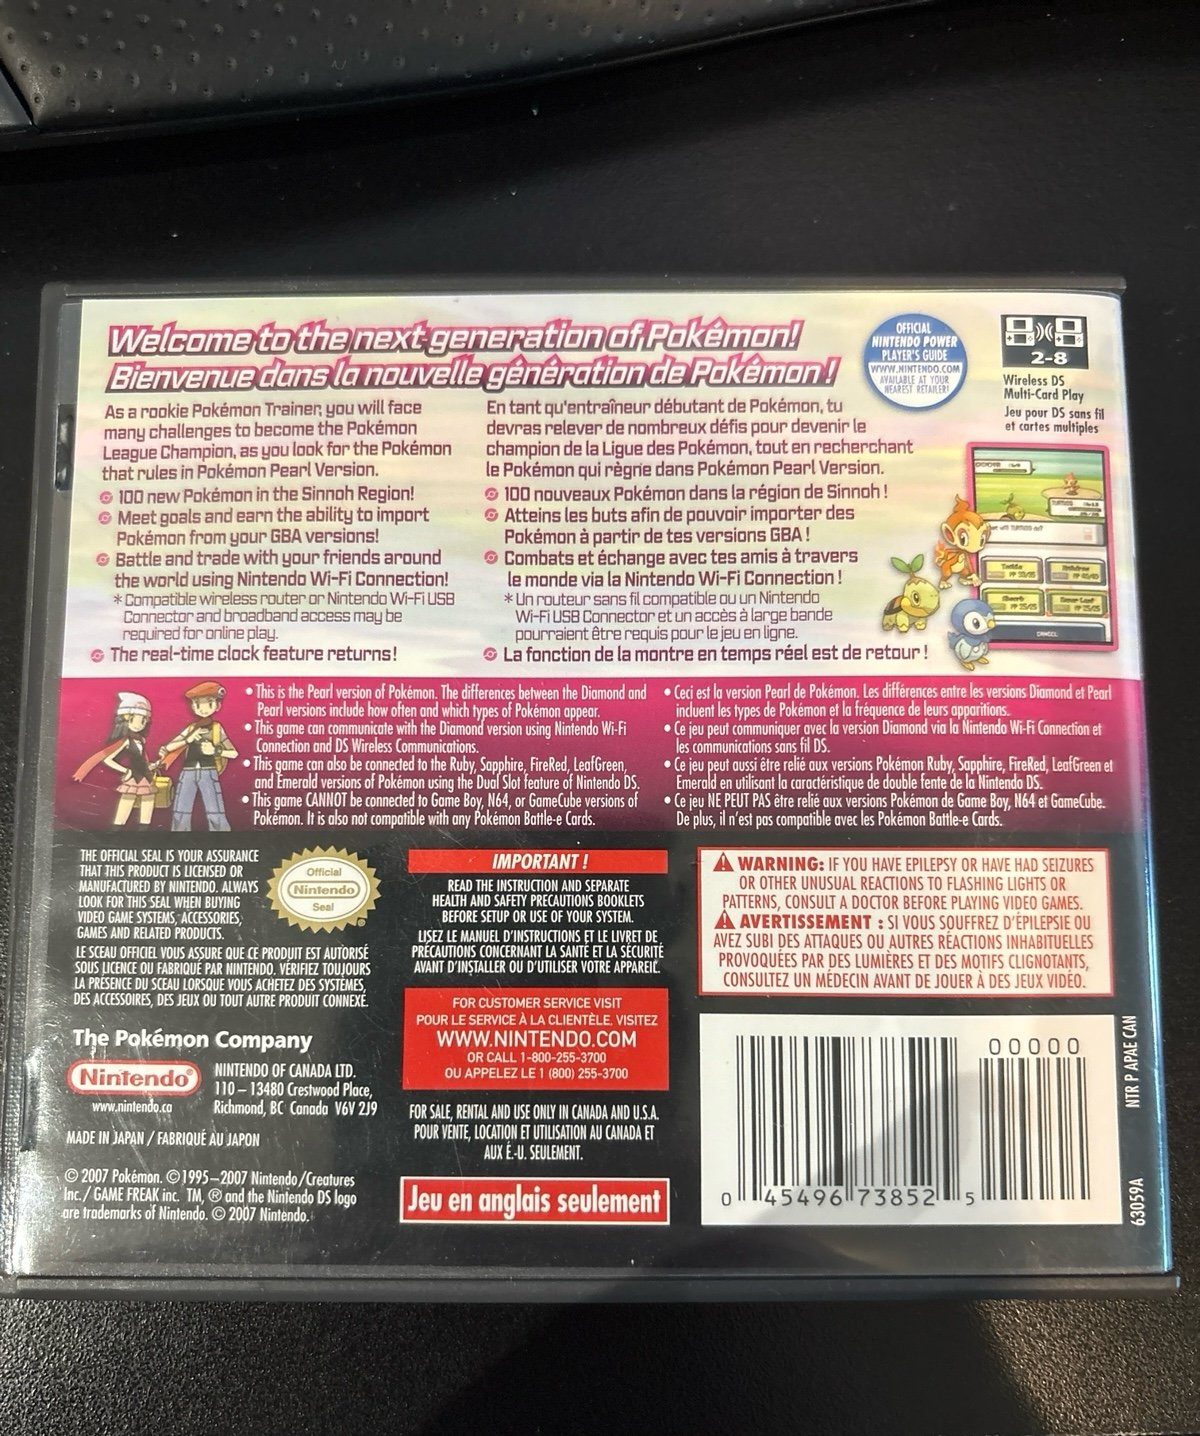 Welcome to the next generation of Pokémon!
Bienvenue dans la nouvelle génération de Pokémon !
OFFICIAL
NINTENDO POWER
PLAYER'S GUIDE
WWW.NINTENDO.COM
AVAILABLE AT YOUR
NEAREST RETAILER!
2-8
Wireless DS
Multi-Card Play
Jeu pour DS sans fil
et cartes multiples
As a rookie Pokémon Trainer, you will face
many challenges to become the Pokémon
League Champion, as you look for the Pokémon
that rules in Pokémon Pearl Version.
100 new Pokémon in the Sinnoh Region!
Meet goals and earn the ability to import
Pokémon from your GBA versions!
Battle and trade with your friends around
the world using Nintendo Wi-Fi Connection!
* Compatible wireless router or Nintendo Wi-Fi USB
Connector and broadband access may be
required for online play.
The real-time clock feature returns!
En tant qu'entraîneur débutant de Pokémon, tu
devras relever de nombreux défis pour devenir le
champion de la Ligue des Pokémon, tout en recherchant
le Pokémon qui règne dans Pokémon Pearl Version.
100 nouveaux Pokémon dans la région de Sinnoh !
Atteins les buts afin de pouvoir importer des
Pokémon à partir de tes versions GBA !
Combats et échange avec tes amis à travers
le monde via la Nintendo Wi-Fi Connection !
* Un routeur sans fil compatible ou un Nintendo
Wi-Fi USB Connector et un accès à large bande
pourraient être requis pour le jeu en ligne.
La fonction de la montre en temps réel est de retour !
CANCEL
• This is the Pearl version of Pokémon. The differences between the Diamond and
Pearl versions include how often and which types of Pokémon appear.
• This game can communicate with the Diamond version using Nintendo Wi-Fi
Connection and DS Wireless Communications.
• This game can also be connected to the Ruby, Sapphire, FireRed, LeafGreen,
and Emerald versions of Pokémon using the Dual Slot feature of Nintendo DS.
• This game CANNOT be connected to Game Boy, N64, or GameCube versions of
Pokémon. It is also not compatible with any Pokémon Battle-e Cards.
• Ceci est la version Pearl de Pokémon. Les différences entre les versions Diamond et Pearl
incluent les types de Pokémon et la fréquence de leurs apparitions.
• Ce jeu peut communiquer avec la version Diamond via la Nintendo Wi-Fi Connection et
les communications sans fil DS.
• Ce jeu peut aussi être relié aux versions Pokémon Ruby, Sapphire, FireRed, LeafGreen et
Emerald en utilisant la caractéristique de double fente de la Nintendo DS.
• Ce jeu NE PEUT PAS être relié aux versions Pokémon de Game Boy, N64 et GameCube.
De plus, il n'est pas compatible avec les Pokémon Battle-e Cards.
THE OFFICIAL SEAL IS YOUR ASSURANCE
THAT THIS PRODUCT IS LICENSED OR
MANUFACTURED BY NINTENDO. ALWAYS
LOOK FOR THIS SEAL WHEN BUYING
VIDEO GAME SYSTEMS, ACCESSORIES,
GAMES AND RELATED PRODUCTS.
Official
Nintendo
Seal
LE SCEAU OFFICIEL VOUS ASSURE QUE CE PRODUIT EST AUTORISÉ
SOUS LICENCE OU FABRIQUÉ PAR NINTENDO. VÉRIFIEZ TOUJOURS
LA PRÉSENCE DU SCEAU LORSQUE VOUS ACHETEZ DES SYSTÈMES,
DES ACCESSOIRES, DES JEUX OU TOUT AUTRE PRODUIT CONNEXE.
The Pokémon Company
Nintendo®
www.nintendo.ca
NINTENDO OF CANADA LTD.
110 – 13480 Crestwood Place,
Richmond, BC Canada V6V 2J9
MADE IN JAPAN / FABRIQUÉ AU JAPON
© 2007 Pokémon. © 1995–2007 Nintendo/Creatures
Inc./ GAME FREAK inc. TM, ® and the Nintendo DS logo
are trademarks of Nintendo. © 2007 Nintendo.
IMPORTANT !
READ THE INSTRUCTION AND SEPARATE
HEALTH AND SAFETY PRECAUTIONS BOOKLETS
BEFORE SETUP OR USE OF YOUR SYSTEM.
LISEZ LE MANUEL D'INSTRUCTIONS ET LE LIVRET DE
PRÉCAUTIONS CONCERNANT LA SANTÉ ET LA SÉCURITÉ
AVANT D'INSTALLER OU D'UTILISER VOTRE APPAREIL.
FOR CUSTOMER SERVICE VISIT
POUR LE SERVICE À LA CLIENTÈLE, VISITEZ
WWW.NINTENDO.COM
OR CALL 1-800-255-3700
OU APPELEZ LE 1 (800) 255-3700
FOR SALE, RENTAL AND USE ONLY IN CANADA AND U.S.A.
POUR VENTE, LOCATION ET UTILISATION AU CANADA ET
AUX É.-U. SEULEMENT.
Jeu en anglais seulement
WARNING: IF YOU HAVE EPILEPSY OR HAVE HAD SEIZURES
OR OTHER UNUSUAL REACTIONS TO FLASHING LIGHTS OR
PATTERNS, CONSULT A DOCTOR BEFORE PLAYING VIDEO GAMES.
AVERTISSEMENT : SI VOUS SOUFFREZ D'ÉPILEPSIE OU
AVEZ SUBI DES ATTAQUES OU AUTRES RÉACTIONS INHABITUELLES
PROVOQUÉES PAR DES LUMIÈRES ET DES MOTIFS CLIGNOTANTS,
CONSULTEZ UN MÉDECIN AVANT DE JOUER À DES JEUX VIDÉO.
00000
0 45496 73852 5
NTR P APAE CAN
63059A